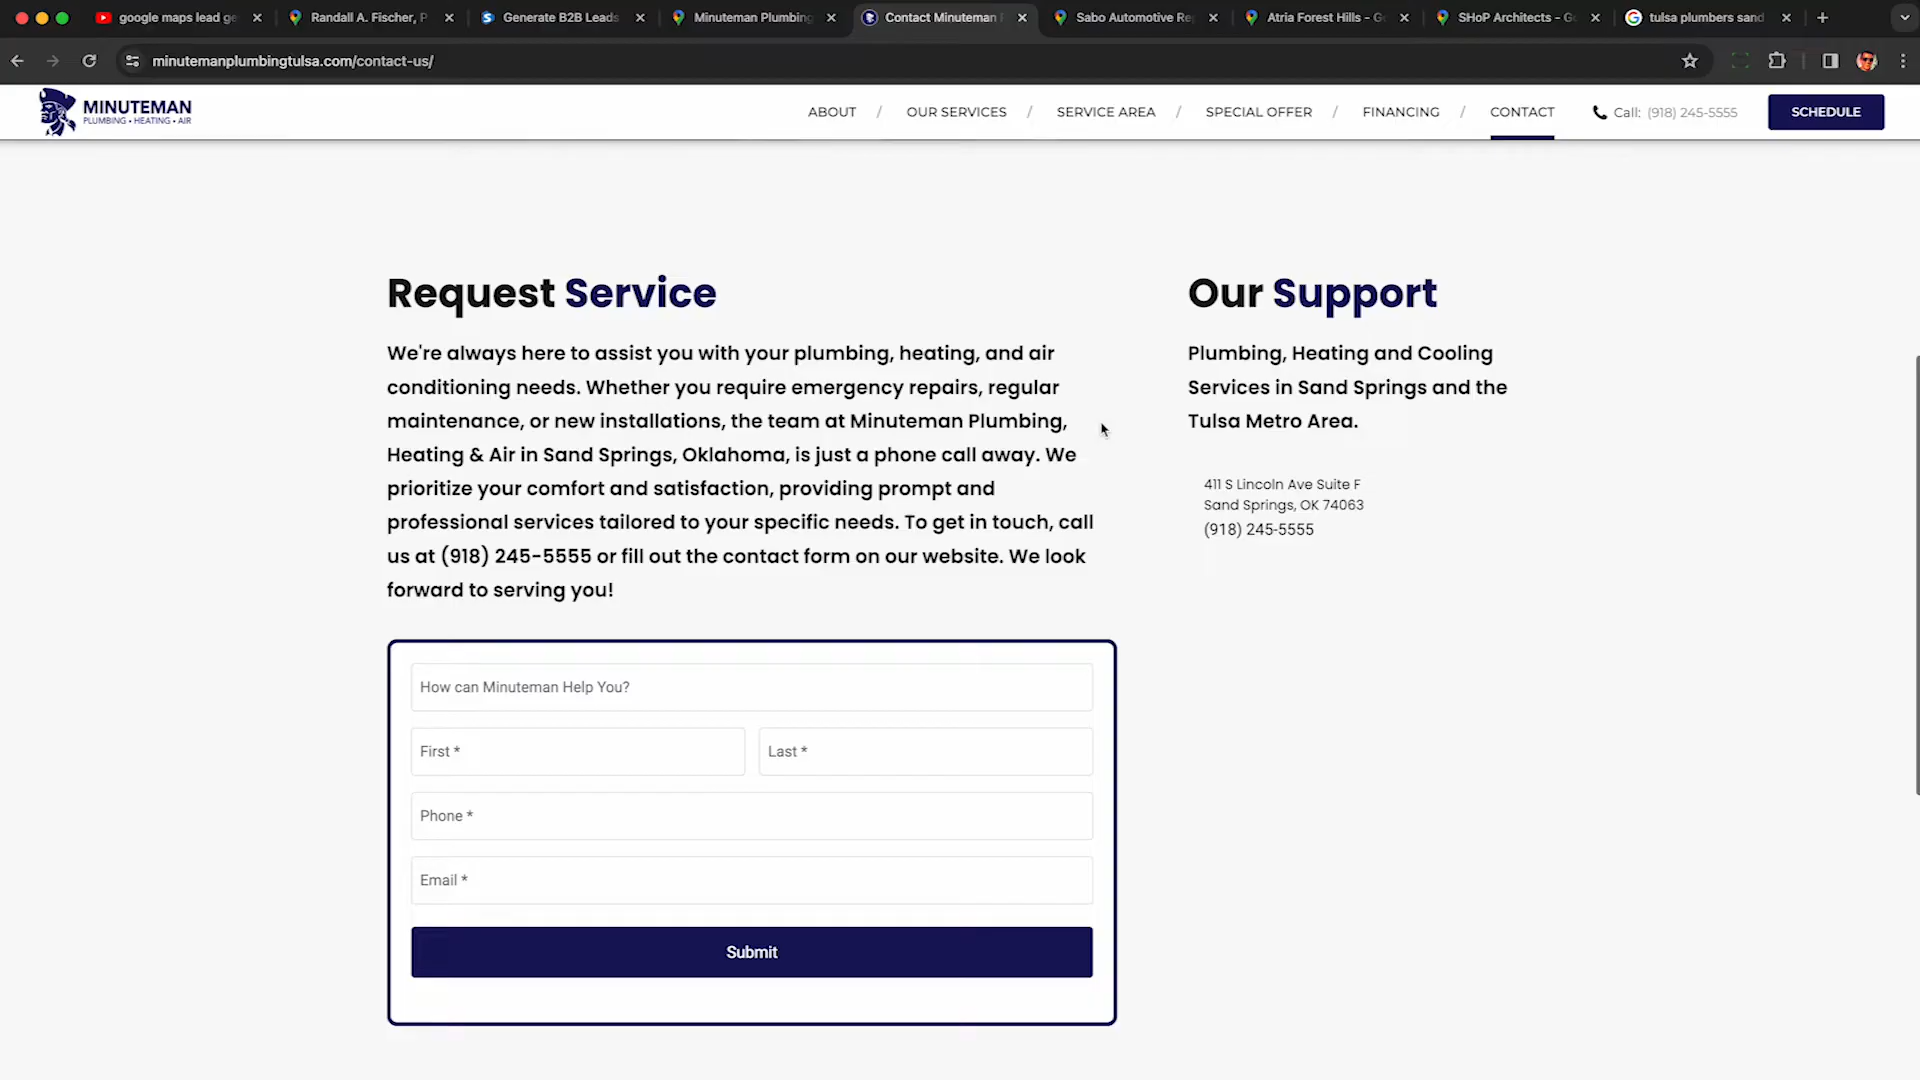 google maps lead ge
Randall A. Fischer, P
Generate B2B Leads
Minuteman Plumbing
Contact Minuteman
Sabo Automotive Re
Atria Forest Hills - G
SHoP Architects - G
tulsa plumbers sand
minutemanplumbingtulsa.com/contact-us/
MINUTEMAN
PLUMBING • HEATING • AIR
ABOUT / OUR SERVICES / SERVICE AREA / SPECIAL OFFER / FINANCING / CONTACT
Call: (918) 245-5555
SCHEDULE
Request Service
We're always here to assist you with your plumbing, heating, and air
conditioning needs. Whether you require emergency repairs, regular
maintenance, or new installations, the team at Minuteman Plumbing,
Heating & Air in Sand Springs, Oklahoma, is just a phone call away. We
prioritize your comfort and satisfaction, providing prompt and
professional services tailored to your specific needs. To get in touch, call
us at (918) 245-5555 or fill out the contact form on our website. We look
forward to serving you!
Our Support
Plumbing, Heating and Cooling
Services in Sand Springs and the
Tulsa Metro Area.
411 S Lincoln Ave Suite F
Sand Springs, OK 74063
(918) 245-5555
How can Minuteman Help You?
First *
Last *
Phone *
Email *
Submit